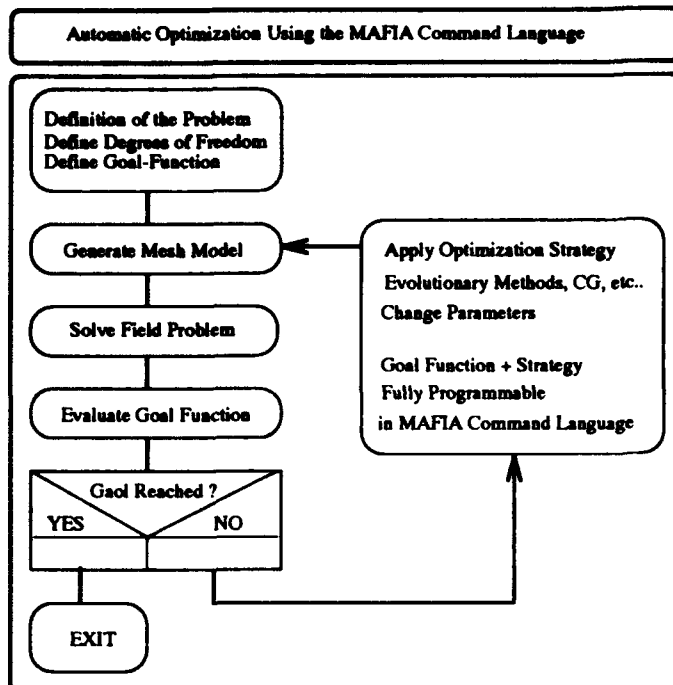 Automatic Optimization Using the MAFIA Command Language
Definition of the Problem
Define Degrees of Freedom
Define Goal-Function
Generate Mesh Model
Solve Field Problem
Evaluate Goal Function
Gaol Reached ?
YES
NO
EXIT
Apply Optimization Strategy
Evolutionary Methods, CG, etc..
Change Parameters
Goal Function + Strategy
Fully Programmable
in MAFIA Command Language